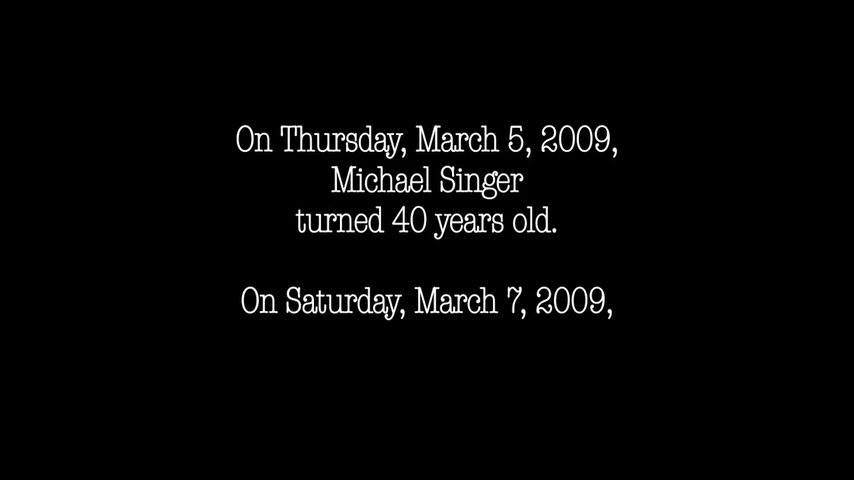 On Thursday, March 5, 2009,
Michael Singer
turned 40 years old.
On Saturday, March 7, 2009,